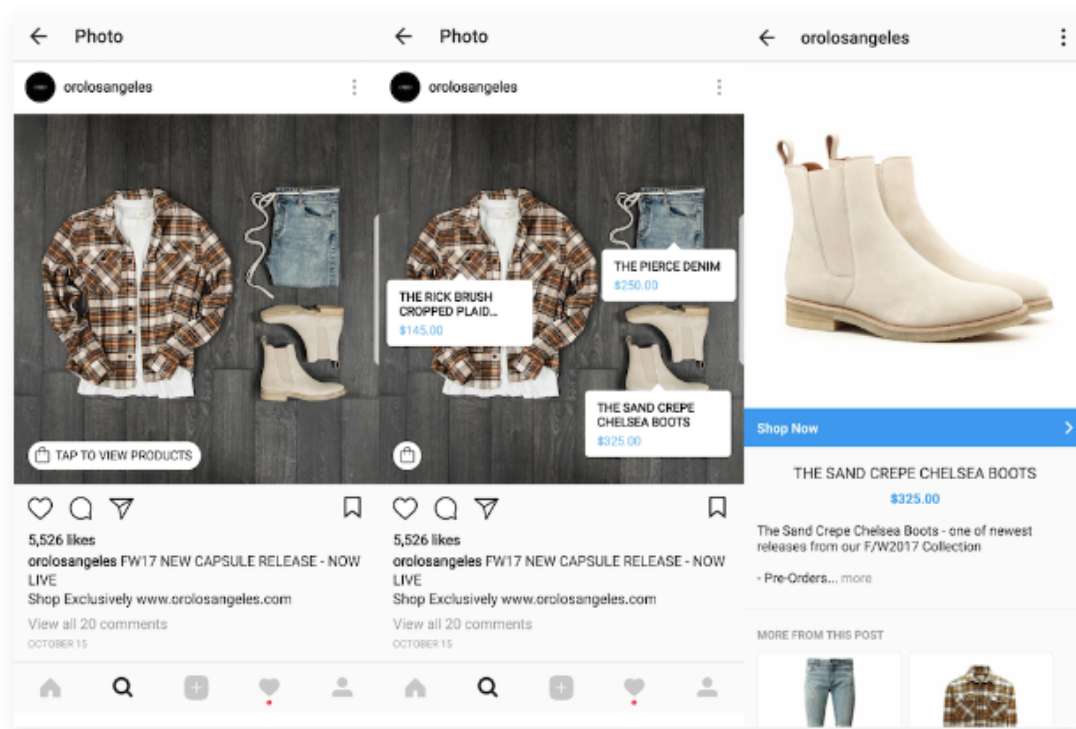 Photo
orolosangeles
TAP TO VIEW PRODUCTS
5,526 likes
orolosangeles FW17 NEW CAPSULE RELEASE - NOW
LIVE
Shop Exclusively www.orolosangeles.com
View all 20 comments
OCTOBER 15
Photo
orolosangeles
THE PIERCE DENIM
$250.00
THE RICK BRUSH
CROPPED PLAID...
$145.00
THE SAND CREPE
CHELSEA BOOTS
$325.00
5,526 likes
orolosangeles FW17 NEW CAPSULE RELEASE - NOW
LIVE
Shop Exclusively www.orolosangeles.com
View all 20 comments
OCTOBER 15
orolosangeles
Shop Now
THE SAND CREPE CHELSEA BOOTS
$325.00
The Sand Crepe Chelsea Boots - one of newest
releases from our F/W2017 Collection
- Pre-Orders... more
MORE FROM THIS POST